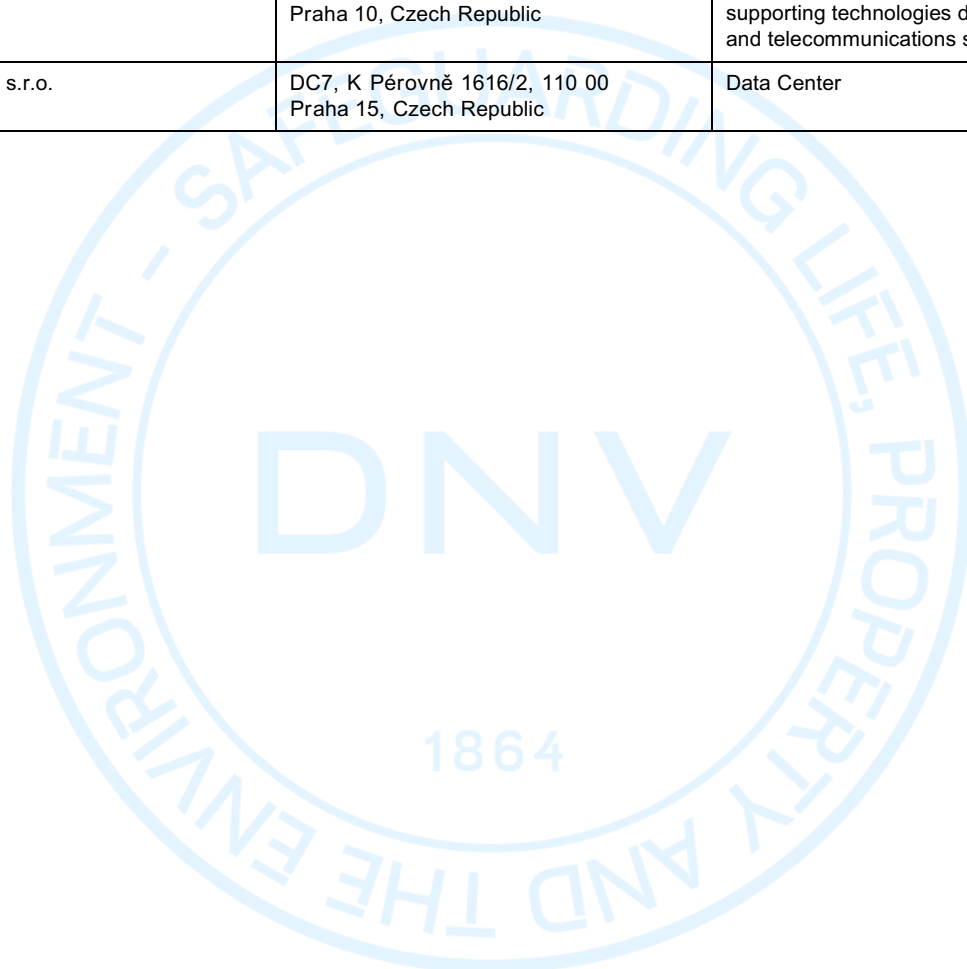 Praha 10, Czech Republic
supporting technologies
and telecommunications
s.r.o.
DC7, K Pérovně 1616/2, 110 00
Praha 15, Czech Republic
Data Center
SAFEGUARDING LIFE, PROPERTY AND THE ENVIRONMENT -
DNV
1864